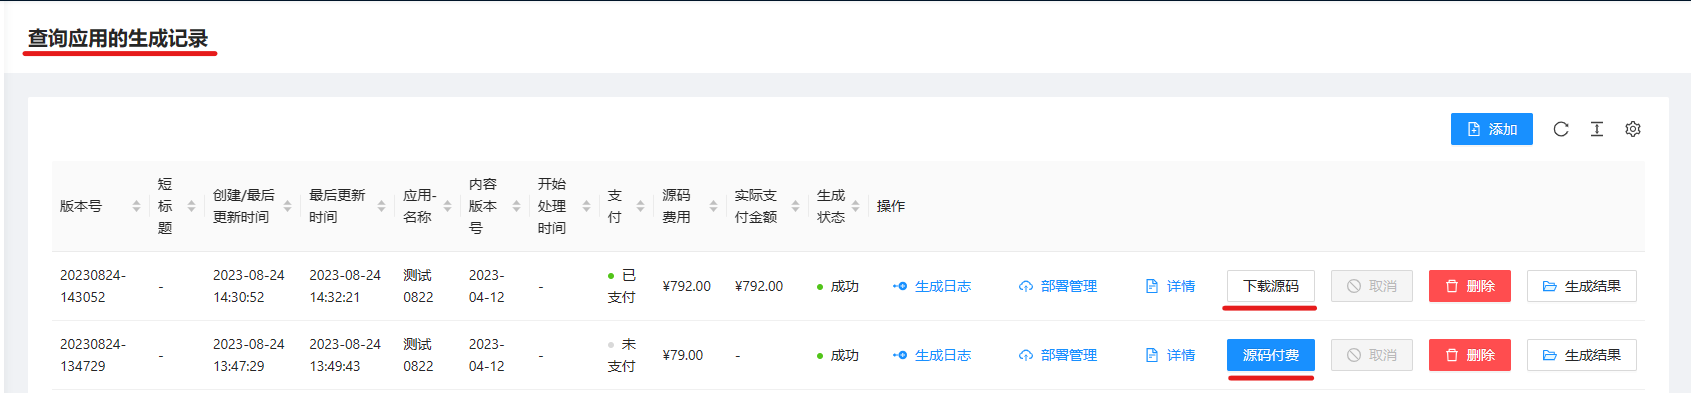 查询应用的生成记录
添加
版本号 短标题 创建/最后更新时间 最后更新时间 应用-名称 内容版本号 开始处理时间 支付 源码费用 实际支付金额 生成状态 操作
20230824-143052 - 2023-08-24 14:30:52 2023-08-24 14:32:21 测试0822 2023-04-12 - 已支付 ¥792.00 ¥792.00 成功 生成日志 部署管理 详情 下载源码 取消 删除 生成结果
20230824-134729 - 2023-08-24 13:47:29 2023-08-24 13:49:43 测试0822 2023-04-12 - 未支付 ¥79.00 - 成功 生成日志 部署管理 详情 源码付费 取消 删除 生成结果